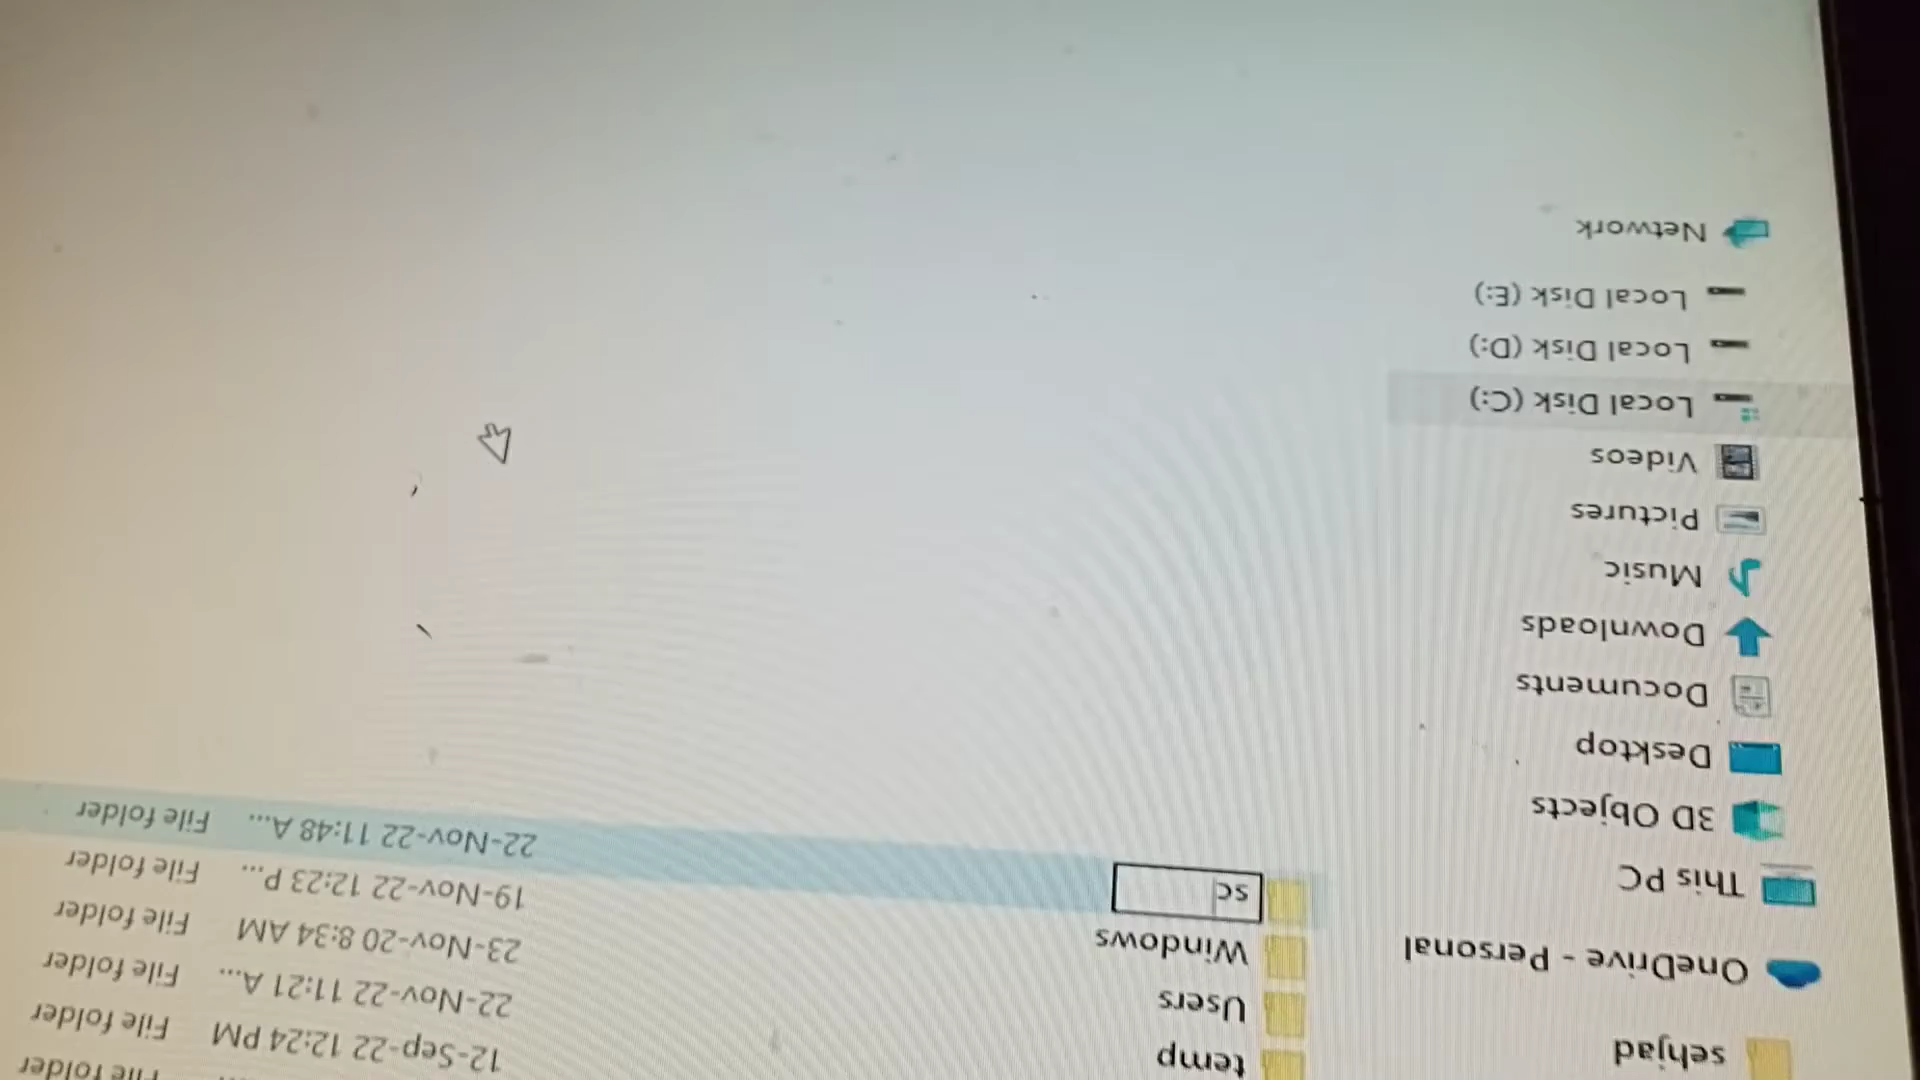 sehjad
OneDrive - Personal
This PC
3D Objects
Desktop
Documents
Downloads
Music
Pictures
Videos
Local Disk (C:)
Local Disk (D:)
Local Disk (E:)
Network
File folder
12-Sep-22 12:24 PM File folder
temp 22-Nov-22 11:21 A... File folder
Users 23-Nov-20 8:34 AM File folder
Windows 19-Nov-22 12:23 P... File folder
sc 22-Nov-22 11:48 A... File folder